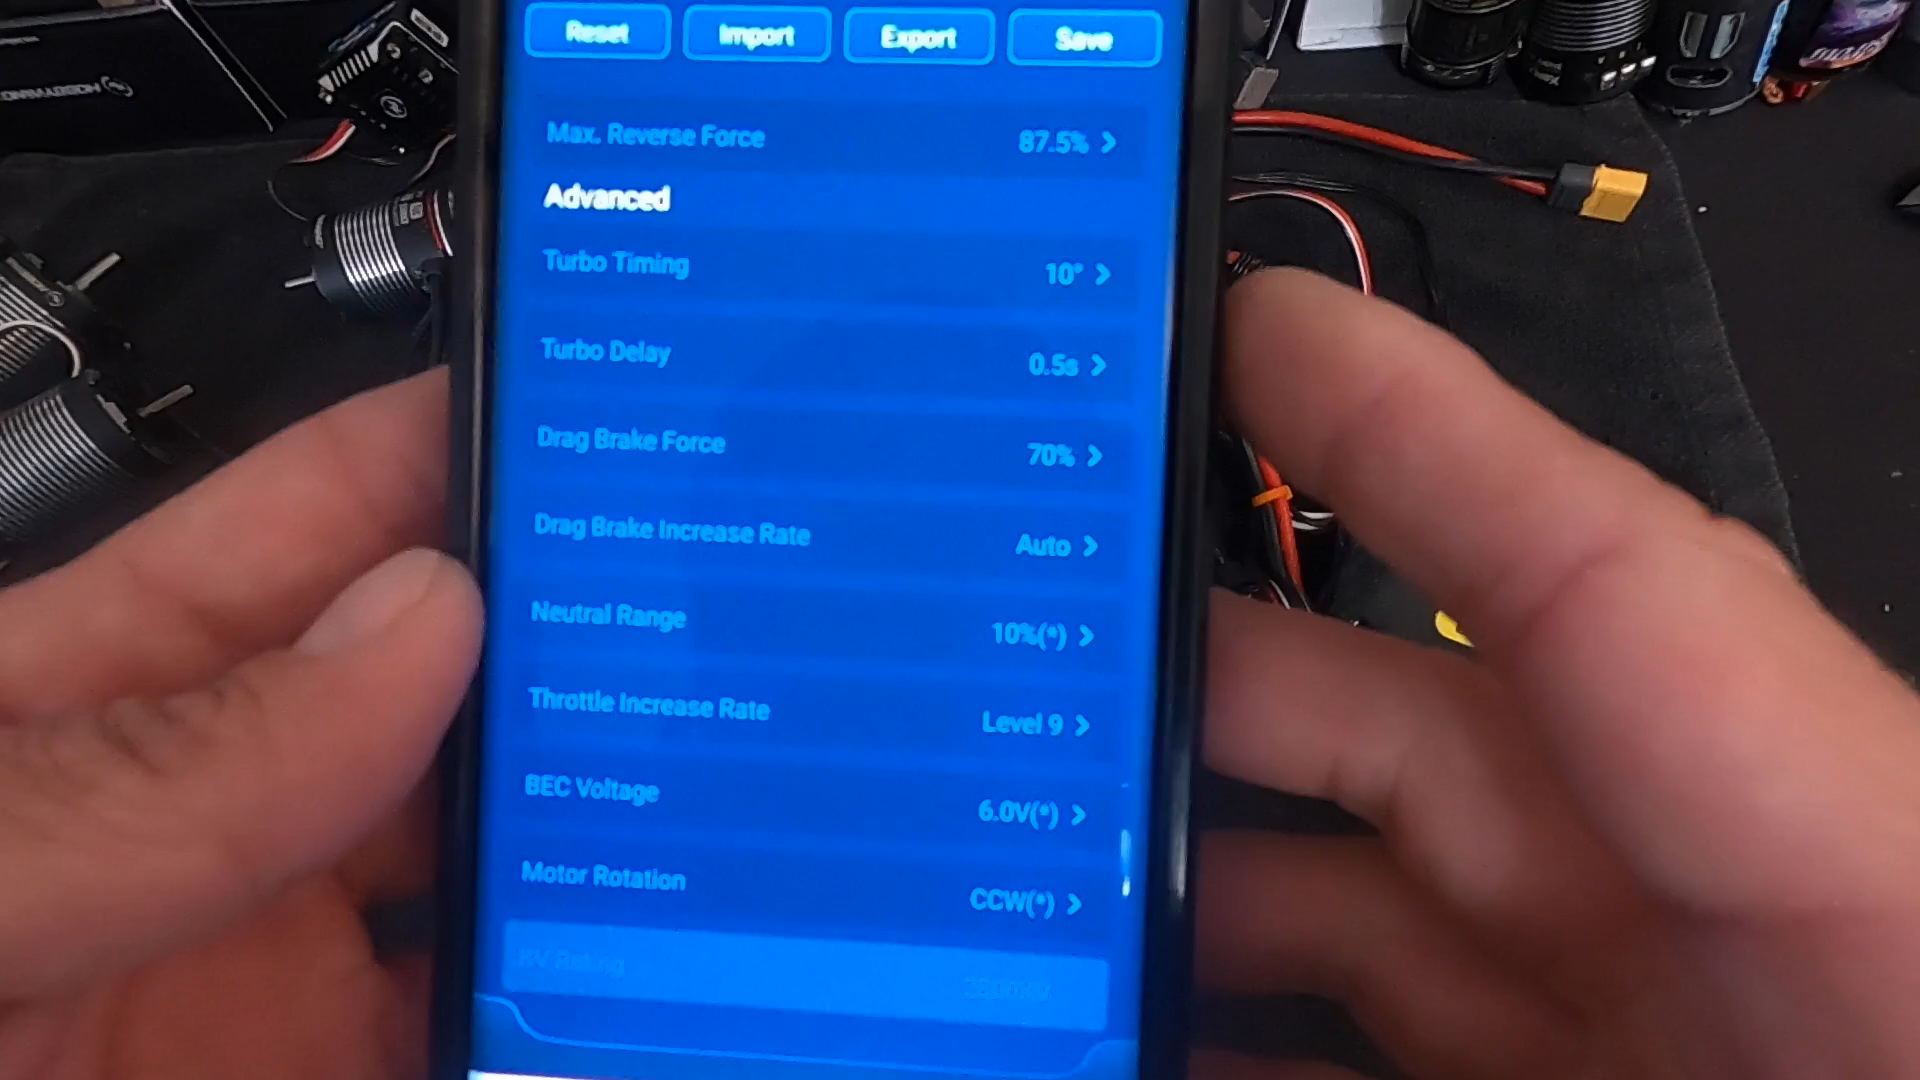 Reset Import Export Save
Max. Reverse Force 87.5%
Advanced
Turbo Timing 10°
Turbo Delay 0.5s
Drag Brake Force 70%
Drag Brake Increase Rate Auto
Neutral Range 10%(*)
Throttle Increase Rate Level 9
BEC Voltage 6.0V(*)
Motor Rotation CCW(*)
KV Rating